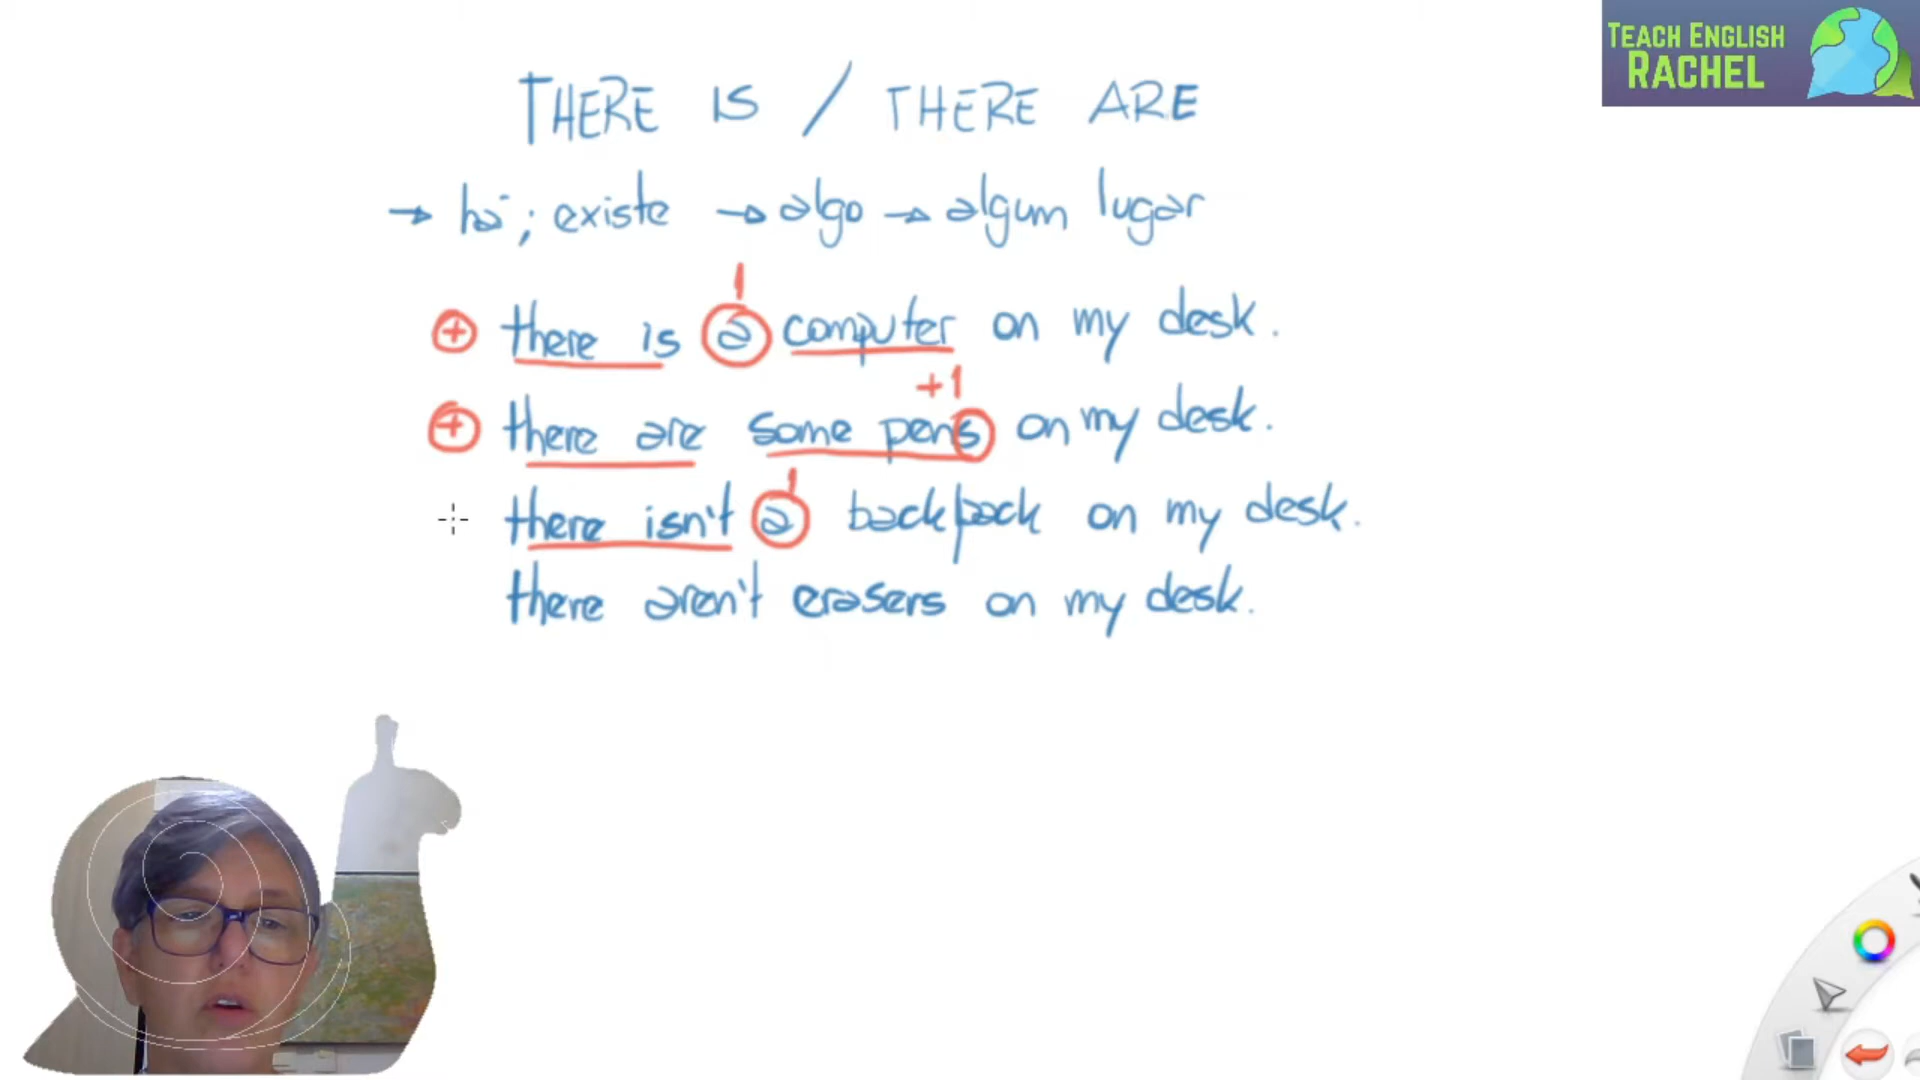 TEACH ENGLISH
RACHEL
THERE IS / THERE ARE
→ há; existe → algo → algum lugar
1
+ there is a computer on my desk.
+1
+ there are some pens on my desk.
1
there isn't a backpack on my desk.
there aren't erasers on my desk.